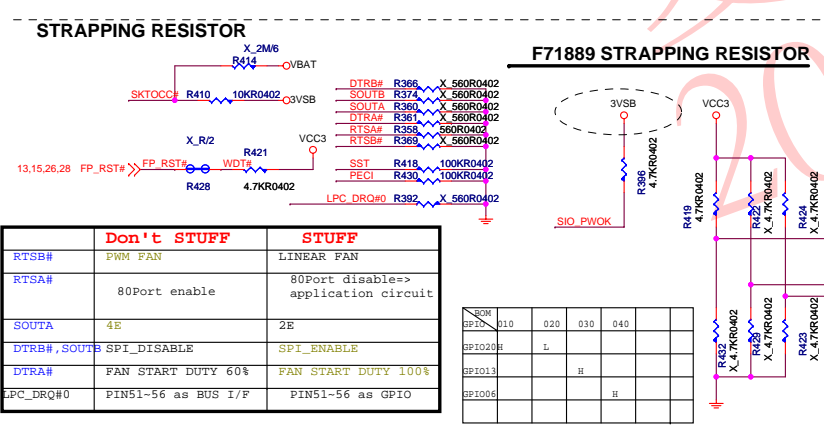 STRAPPING RESISTOR
F71889 STRAPPING RESISTOR
X_2M/6
R414
VBAT
SKTOCC#
R410
10KR0402
3VSB
X_R/2
R421
VCC3
13,15,26,28
FP_RST#
FP_RST#
WDT#
R428
4.7KR0402
DTRB# R366 X_560R0402
SOUTB R374 X_560R0402
SOUTA R360 X_560R0402
DTRA# R361 X_560R0402
RTSA# R358 560R0402
RTSB# R369 X_560R0402
SST R418 100KR0402
PECI R430 100KR0402
LPC_DRQ#0 R392 X_560R0402
3VSB
VCC3
R396
4.7KR0402
SIO_PWOK
R419
4.7KR0402
R422
X_4.7KR0402
R424
X_4.7KR0402
R432
X_4.7KR0402
R429
X_4.7KR0402
R423
X_4.7KR0402
Don't STUFF STUFF
RTSB# PWM FAN LINEAR FAN
RTSA# 80Port enable 80Port disable=>
application circuit
SOUTA 4E 2E
DTRB#,SOUTB SPI_DISABLE SPI_ENABLE
DTRA# FAN START DUTY 60% FAN START DUTY 100%
LPC_DRQ#0 PIN51~56 as BUS I/F PIN51~56 as GPIO
BOM
GPIO 010 020 030 040
GPIO20 H L
GPIO13 H
GPIO06 H
20